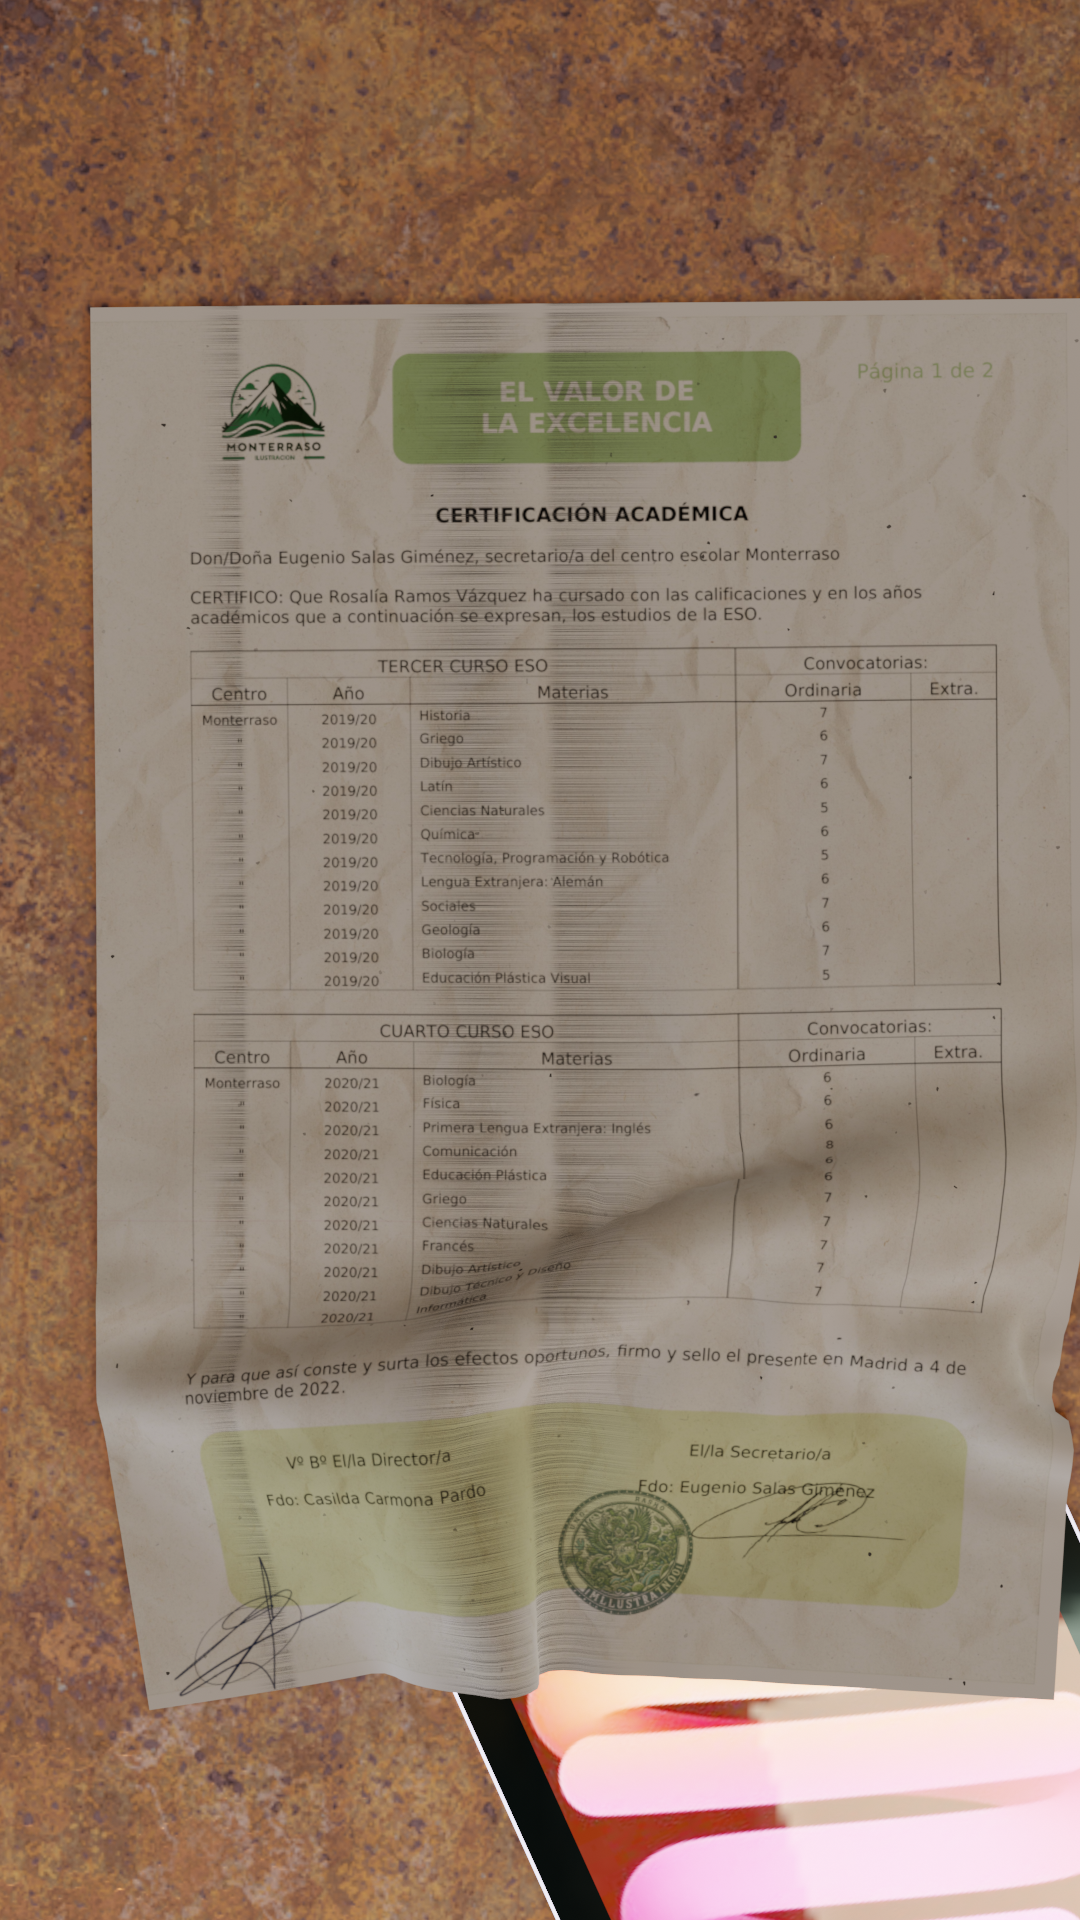 MONTERRASO
ILUSTRACION
EL VALOR DE
LA EXCELENCIA
Página 1 de 2
CERTIFICACIÓN ACADÉMICA
Don/Doña Eugenio Salas Giménez, secretario/a del centro escolar Monterraso
CERTIFICO: Que Rosalía Ramos Vázquez ha cursado con las calificaciones y en los años
académicos que a continuación se expresan, los estudios de la ESO.
TERCER CURSO ESO Convocatorias:
Centro Año Materias Ordinaria Extra.
Monterraso 2019/20 Historia 7
" 2019/20 Griego 6
" 2019/20 Dibujo Artístico 7
" 2019/20 Latín 6
" 2019/20 Ciencias Naturales 5
" 2019/20 Química 6
" 2019/20 Tecnología, Programación y Robótica 5
" 2019/20 Lengua Extranjera: Alemán 6
" 2019/20 Sociales 7
" 2019/20 Geología 6
" 2019/20 Biología 7
" 2019/20 Educación Plástica Visual 5
CUARTO CURSO ESO Convocatorias:
Centro Año Materias Ordinaria Extra.
Monterraso 2020/21 Biología 6
" 2020/21 Física 6
" 2020/21 Primera Lengua Extranjera: Inglés 6
" 2020/21 Comunicación 8
" 2020/21 Educación Plástica 6
" 2020/21 Griego 6
" 2020/21 Ciencias Naturales 7
" 2020/21 Francés 7
" 2020/21 Dibujo Artístico 7
" 2020/21 Dibujo Técnico y Diseño 7
" 2020/21 Informática 7
Y para que así conste y surta los efectos oportunos, firmo y sello el presente en Madrid a 4 de
noviembre de 2022.
Vº Bº El/la Director/a
El/la Secretario/a
Fdo: Casilda Carmona Pardo
Fdo: Eugenio Salas Giménez